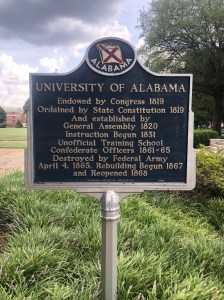 ALABAMA
UNIVERSITY OF ALABAMA
Endowed by Congress 1819
Ordained by State Constitution 1819
And established by
General Assembly 1820
Instruction Begun 1831
Unofficial Training School
Confederate Officers 1861-65
Destroyed by Federal Army
April 4, 1865. Rebuilding Begun 1867
and Reopened 1868